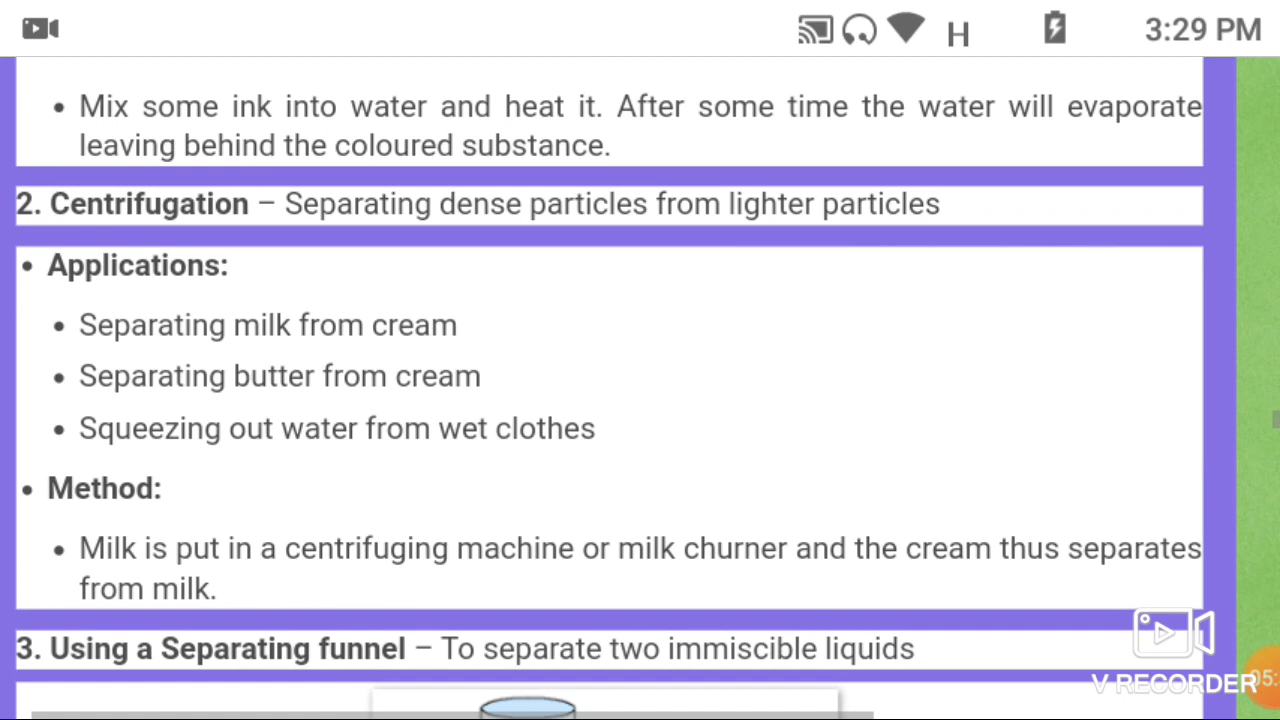 3:29 PM
H
• Mix some ink into water and heat it. After some time the water will evaporate
leaving behind the coloured substance.
2. Centrifugation – Separating dense particles from lighter particles
• Applications:
• Separating milk from cream
• Separating butter from cream
• Squeezing out water from wet clothes
• Method:
• Milk is put in a centrifuging machine or milk churner and the cream thus separates
from milk.
3. Using a Separating funnel – To separate two immiscible liquids
V RECORDER
05: